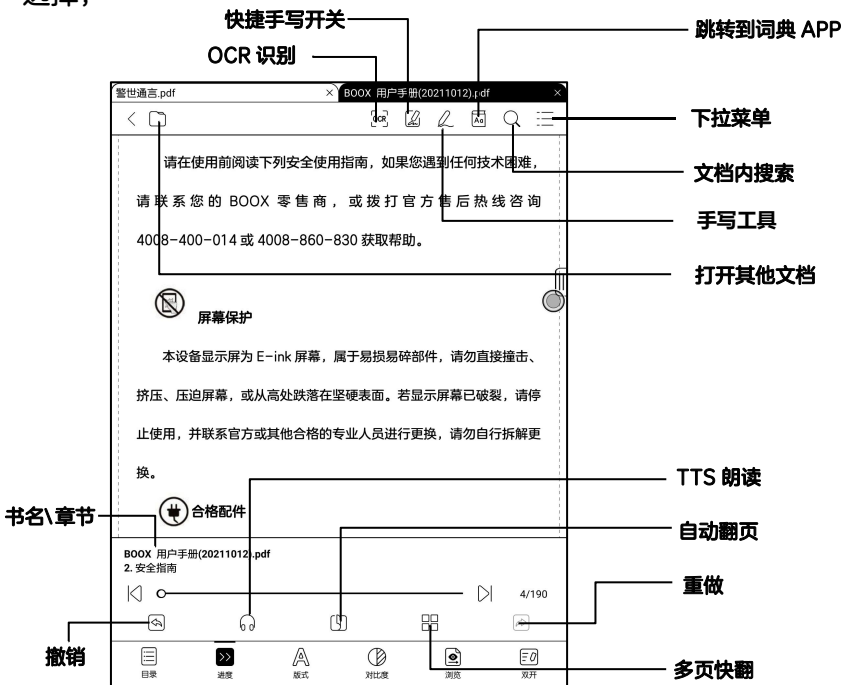 选择；
快捷手写开关
跳转到词典 APP
OCR 识别
警世通言.pdf ×
BOOX 用户手册(20211012).pdf ×
OCR
Aa
下拉菜单
请在使用前阅读下列安全使用指南，如果您遇到任何技术困难，
文档内搜索
请联系您的 BOOX 零售商，或拨打官方售后热线咨询
手写工具
4008-400-014 或 4008-860-830 获取帮助。
打开其他文档
屏幕保护
本设备显示屏为 E-ink 屏幕，属于易损易碎部件，请勿直接撞击、
挤压、压迫屏幕，或从高处跌落在坚硬表面。若显示屏幕已破裂，请停
止使用，并联系官方或其他合格的专业人员进行更换，请勿自行拆解更
换。
TTS 朗读
合格配件
书名\章节
自动翻页
BOOX 用户手册(20211012).pdf
2. 安全指南
重做
4/190
撤销
多页快翻
目录
进度
版式
对比度
浏览
双开